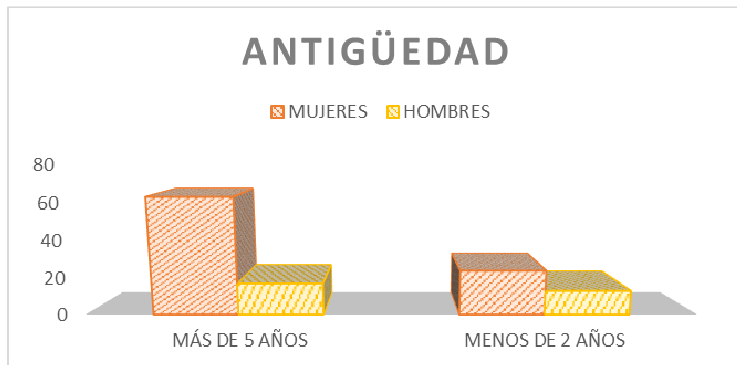 ANTIGÜEDAD
MUJERES HOMBRES
80
60
40
20
0
MÁS DE 5 AÑOS MENOS DE 2 AÑOS